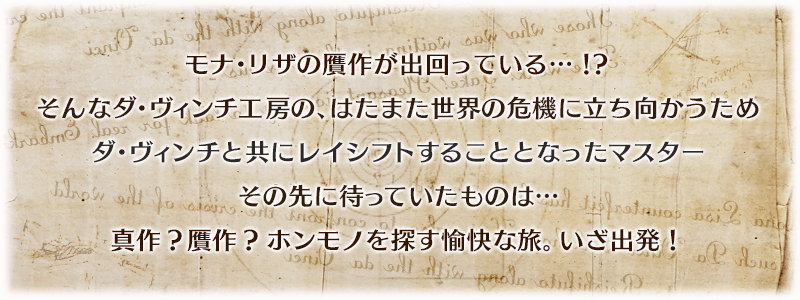 モナ・リザの贋作が出回っている…！？
そんなダ・ヴィンチ工房の、はたまた世界の危機に立ち向かうため
ダ・ヴィンチと共にレイシフトすることとなったマスター
その先に待っていたものは…
真作？贋作？ホンモノを探す愉快な旅。いざ出発！